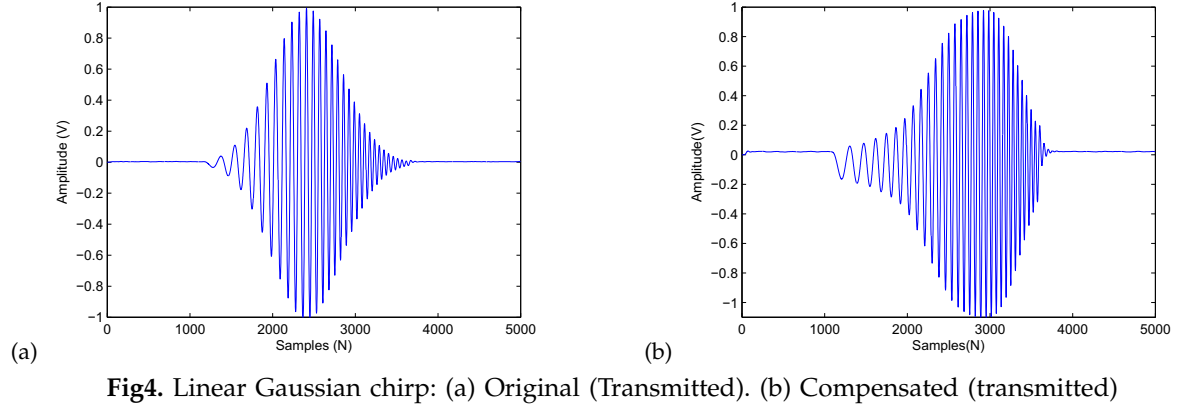 1
0.8
0.6
0.4
0.2
0
−0.2
−0.4
−0.6
−0.8
−1
Amplitude (V)
0 1000 2000 3000 4000 5000
Samples (N)
(a)
1
0.8
0.6
0.4
0.2
0
−0.2
−0.4
−0.6
−0.8
−1
Amplitude(V)
0 1000 2000 3000 4000 5000
Samples(N)
(b)
Fig4. Linear Gaussian chirp: (a) Original (Transmitted). (b) Compensated (transmitted)